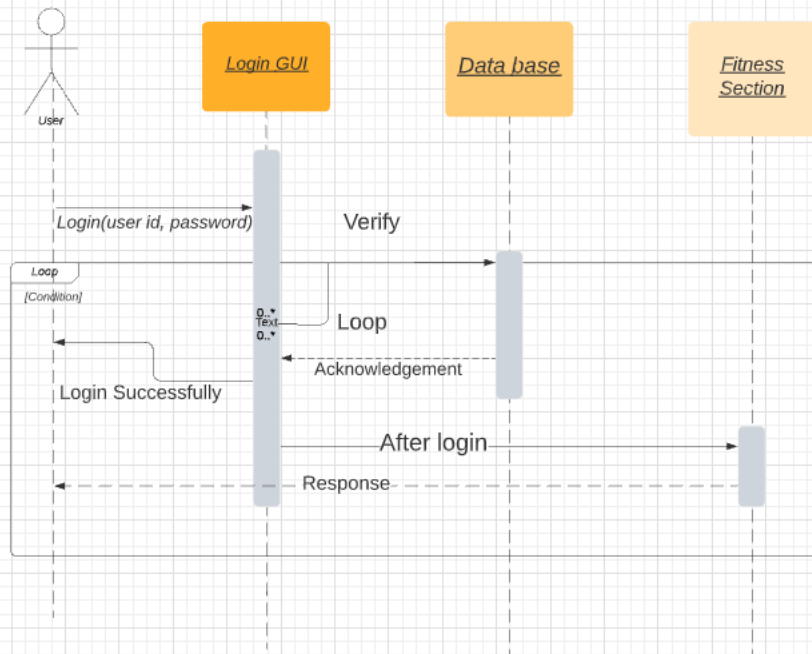 User
Login GUI
Data base
Fitness
Section
Login(user id, password)
Verify
Loop
[Condition]
0..*
Text
0..*
Loop
Acknowledgement
Login Successfully
After login
Response